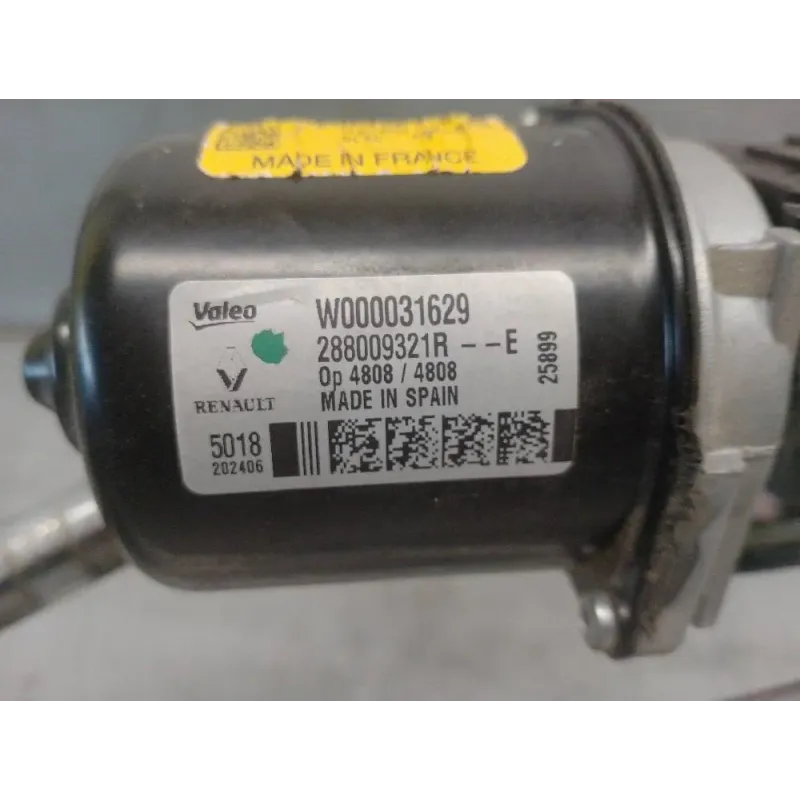 MADE IN FRANCE
Valeo
W000031629
288009321R --E
Op 4808 / 4808
MADE IN SPAIN
RENAULT
25899
5018
202406